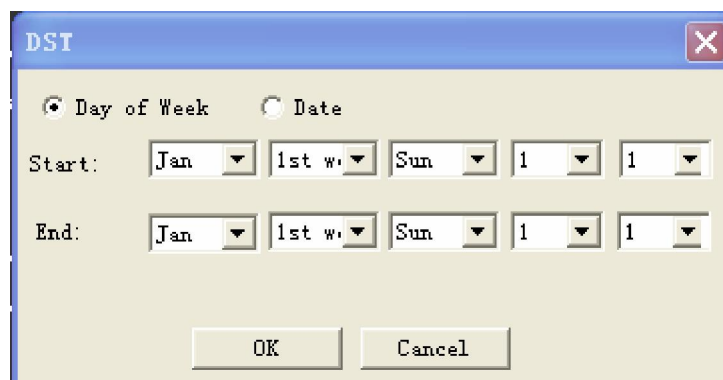 DST
Day of Week Date
Start: Jan 1st w Sun 1 1
End: Jan 1st w Sun 1 1
OK Cancel